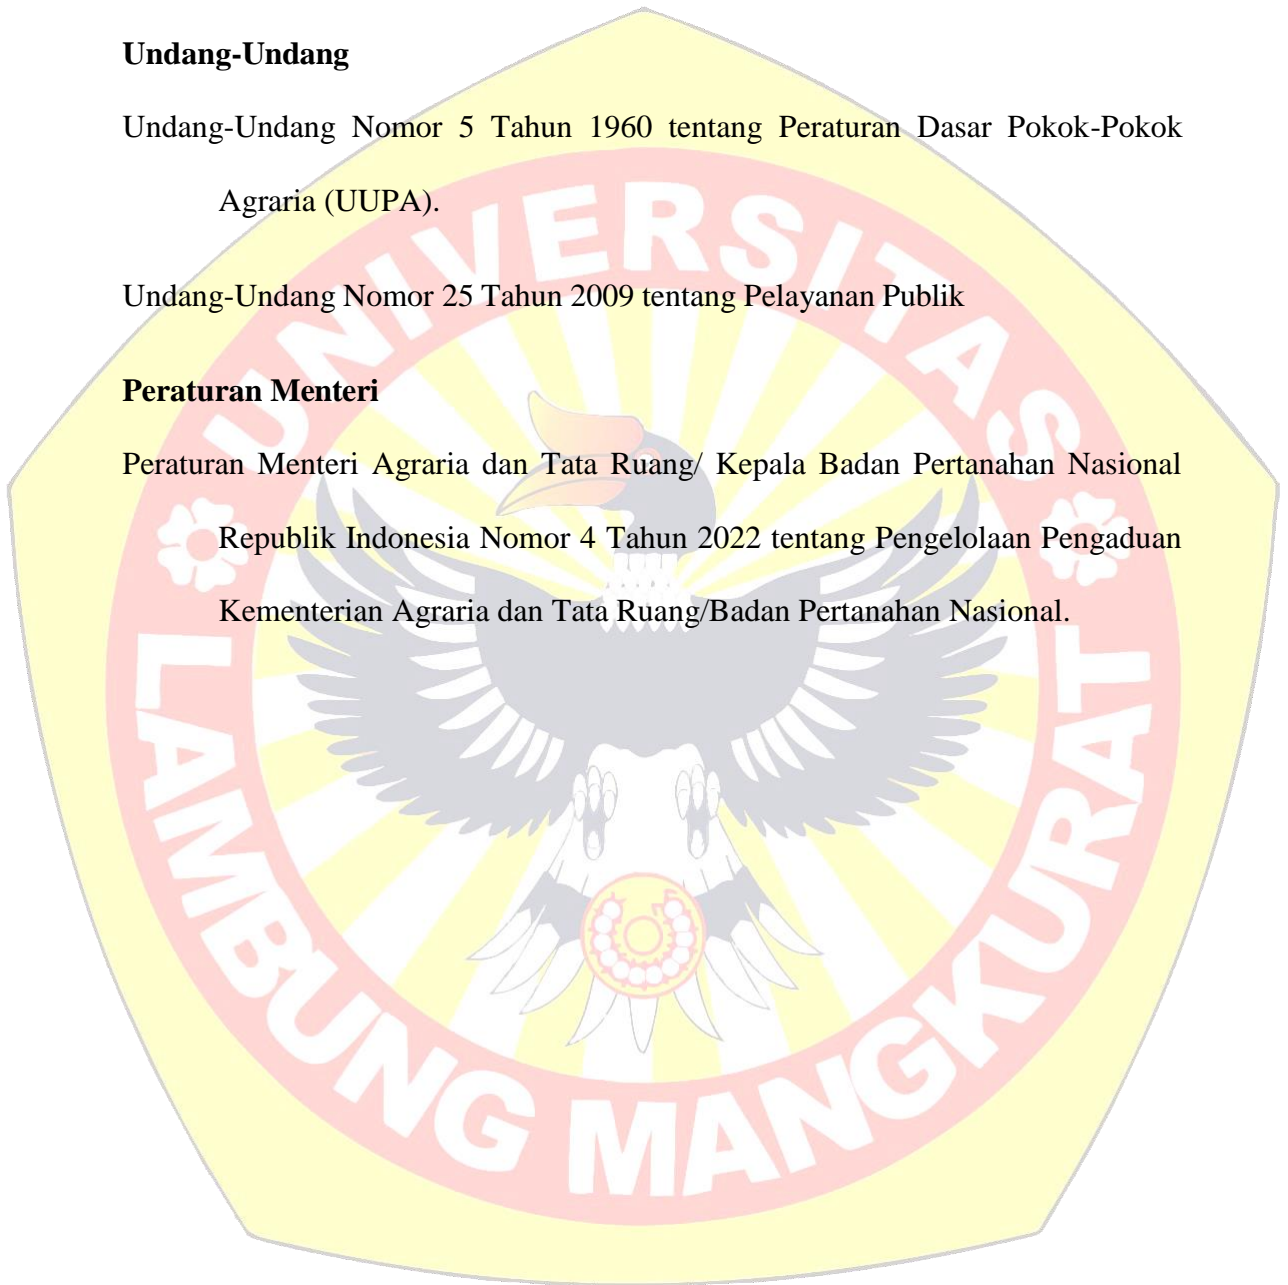 Undang-Undang
Undang-Undang Nomor 5 Tahun 1960 tentang Peraturan Dasar Pokok-Pokok
Agraria (UUPA).
Undang-Undang Nomor 25 Tahun 2009 tentang Pelayanan Publik
Peraturan Menteri
Peraturan Menteri Agraria dan Tata Ruang/ Kepala Badan Pertanahan Nasional
Republik Indonesia Nomor 4 Tahun 2022 tentang Pengelolaan Pengaduan
Kementerian Agraria dan Tata Ruang/Badan Pertanahan Nasional.
UNIVERSITAS
LAMBUNG MANGKURAT